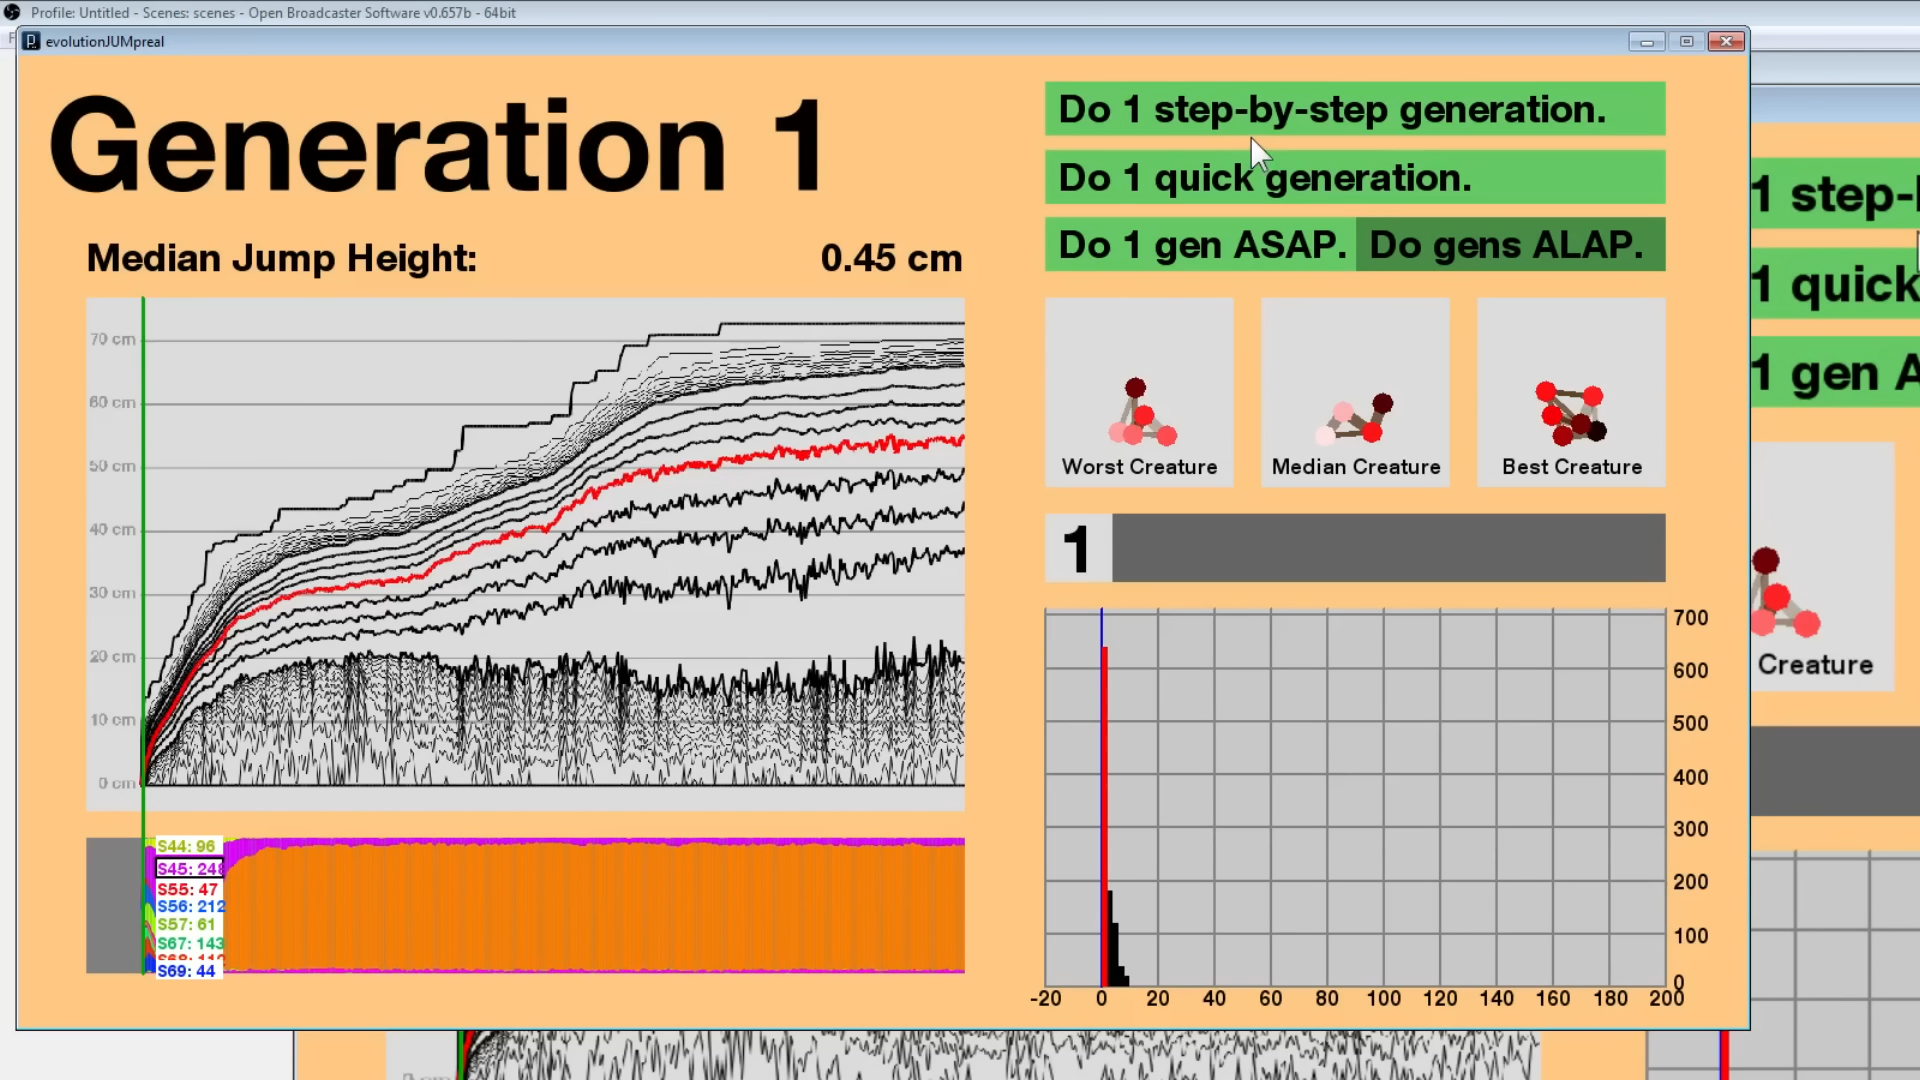 Profile: Untitled - Scenes: scenes - Open Broadcaster Software v0.657b - 64bit
evolutionJUMpreal
Generation 1
Do 1 step-by-step generation.
Do 1 quick generation.
Do 1 gen ASAP. Do gens ALAP.
Median Jump Height: 0.45 cm
70 cm
60 cm
50 cm
40 cm
30 cm
20 cm
10 cm
0 cm
S44: 96
S45: 248
S55: 47
S56: 212
S57: 61
S67: 143
S69: 44
Worst Creature
Median Creature
Best Creature
1
700
600
500
400
300
200
100
0
-20 0 20 40 60 80 100 120 140 160 180 200
1 step-
1 quick
1 gen A
Creature